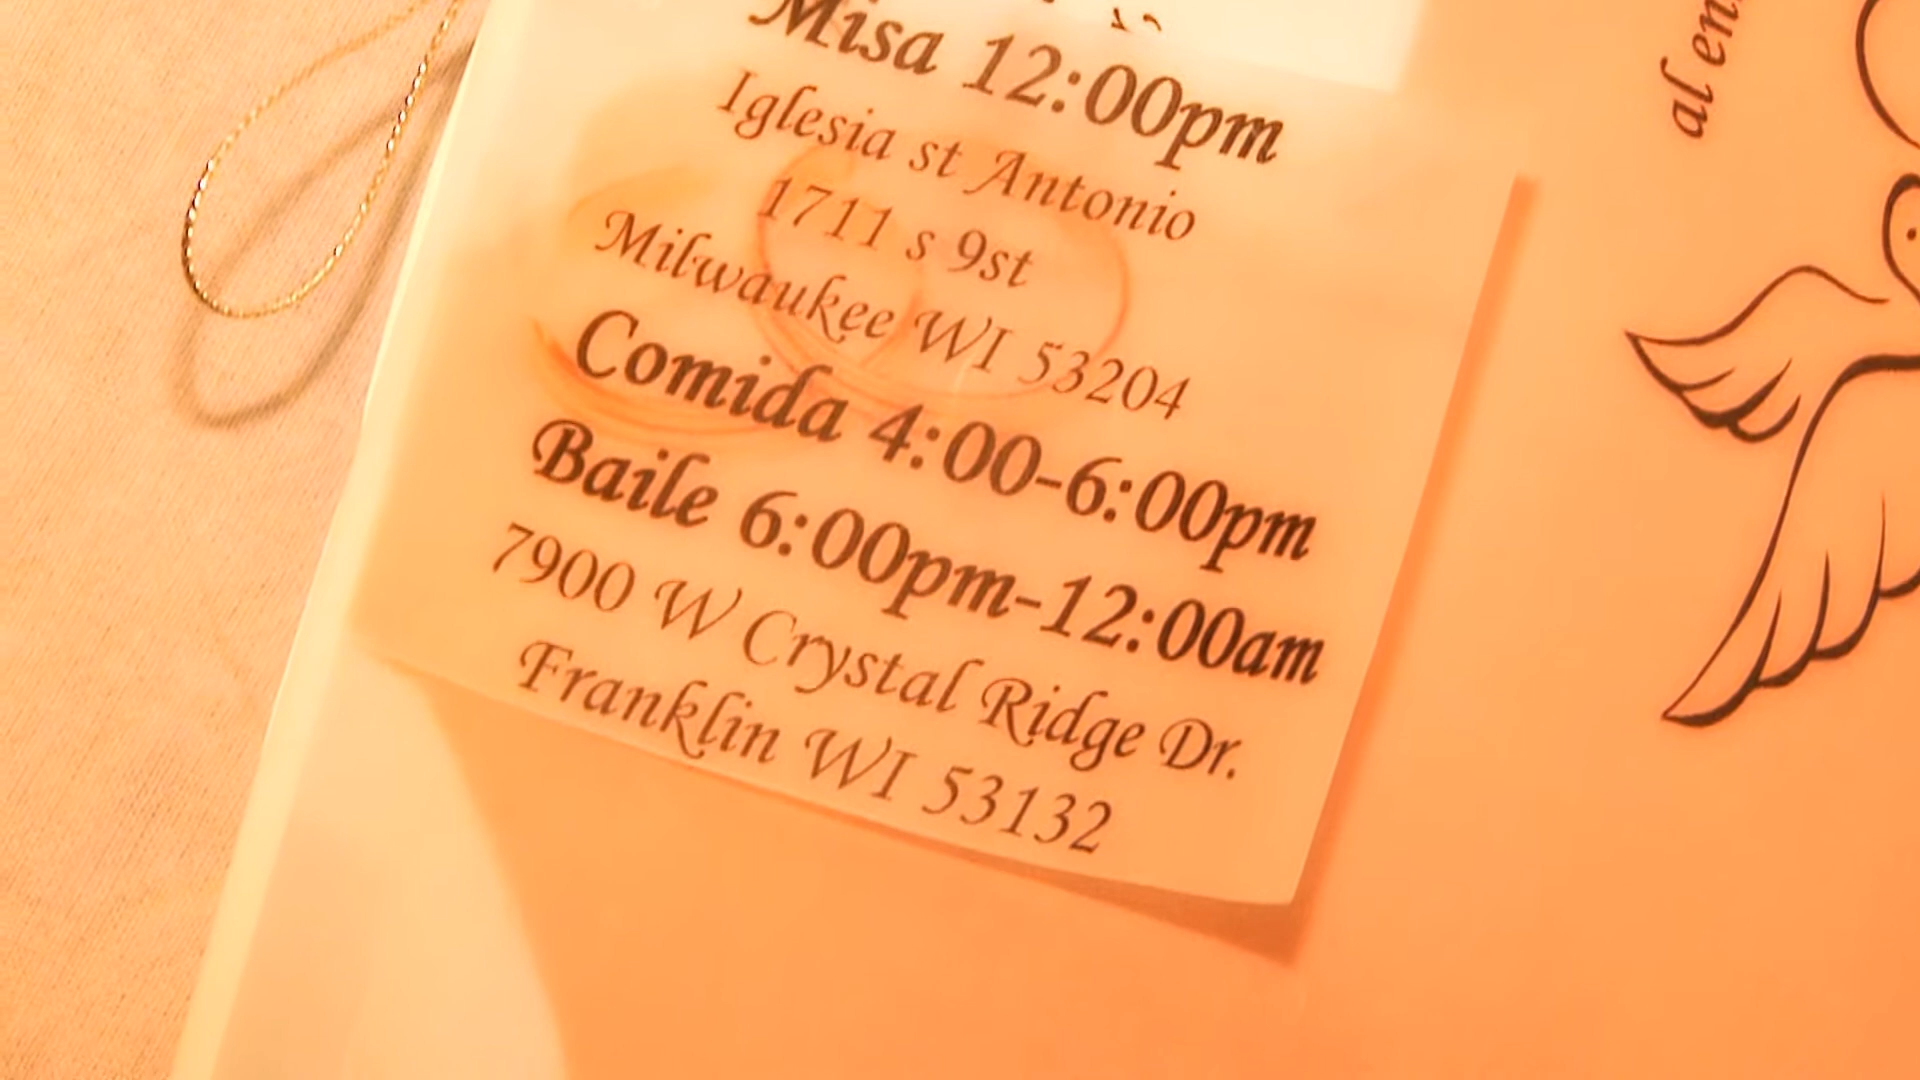 Misa 12:00pm
Iglesia st Antonio
1711 s 9st
Milwaukee WI 53204
Comida 4:00-6:00pm
Baile 6:00pm-12:00am
7900 W Crystal Ridge Dr.
Franklin WI 53132
al